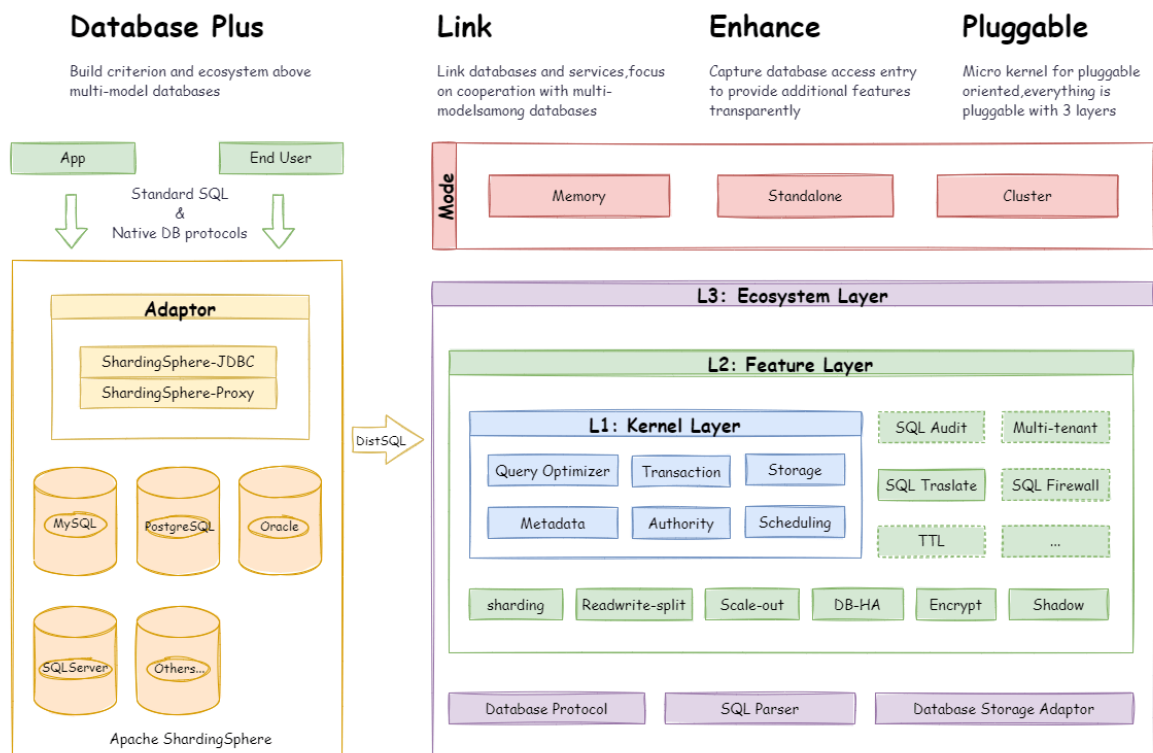 Database Plus
Build criterion and ecosystem above
multi-model databases
Link
Link databases and services,focus
on cooperation with multi-
modelsamong databases
Enhance
Capture database access entry
to provide additional features
transparently
Pluggable
Micro kernel for pluggable
oriented,everything is
pluggable with 3 layers
App
End User
Standard SQL
&
Native DB protocols
Adaptor
ShardingSphere-JDBC
ShardingSphere-Proxy
MySQL
PostgreSQL
Oracle
SQLServer
Others...
Apache ShardingSphere
DistSQL
Mode
Memory
Standalone
Cluster
L3: Ecosystem Layer
L2: Feature Layer
L1: Kernel Layer
Query Optimizer
Transaction
Storage
Metadata
Authority
Scheduling
SQL Audit
Multi-tenant
SQL Traslate
SQL Firewall
TTL
...
sharding
Readwrite-split
Scale-out
DB-HA
Encrypt
Shadow
Database Protocol
SQL Parser
Database Storage Adaptor